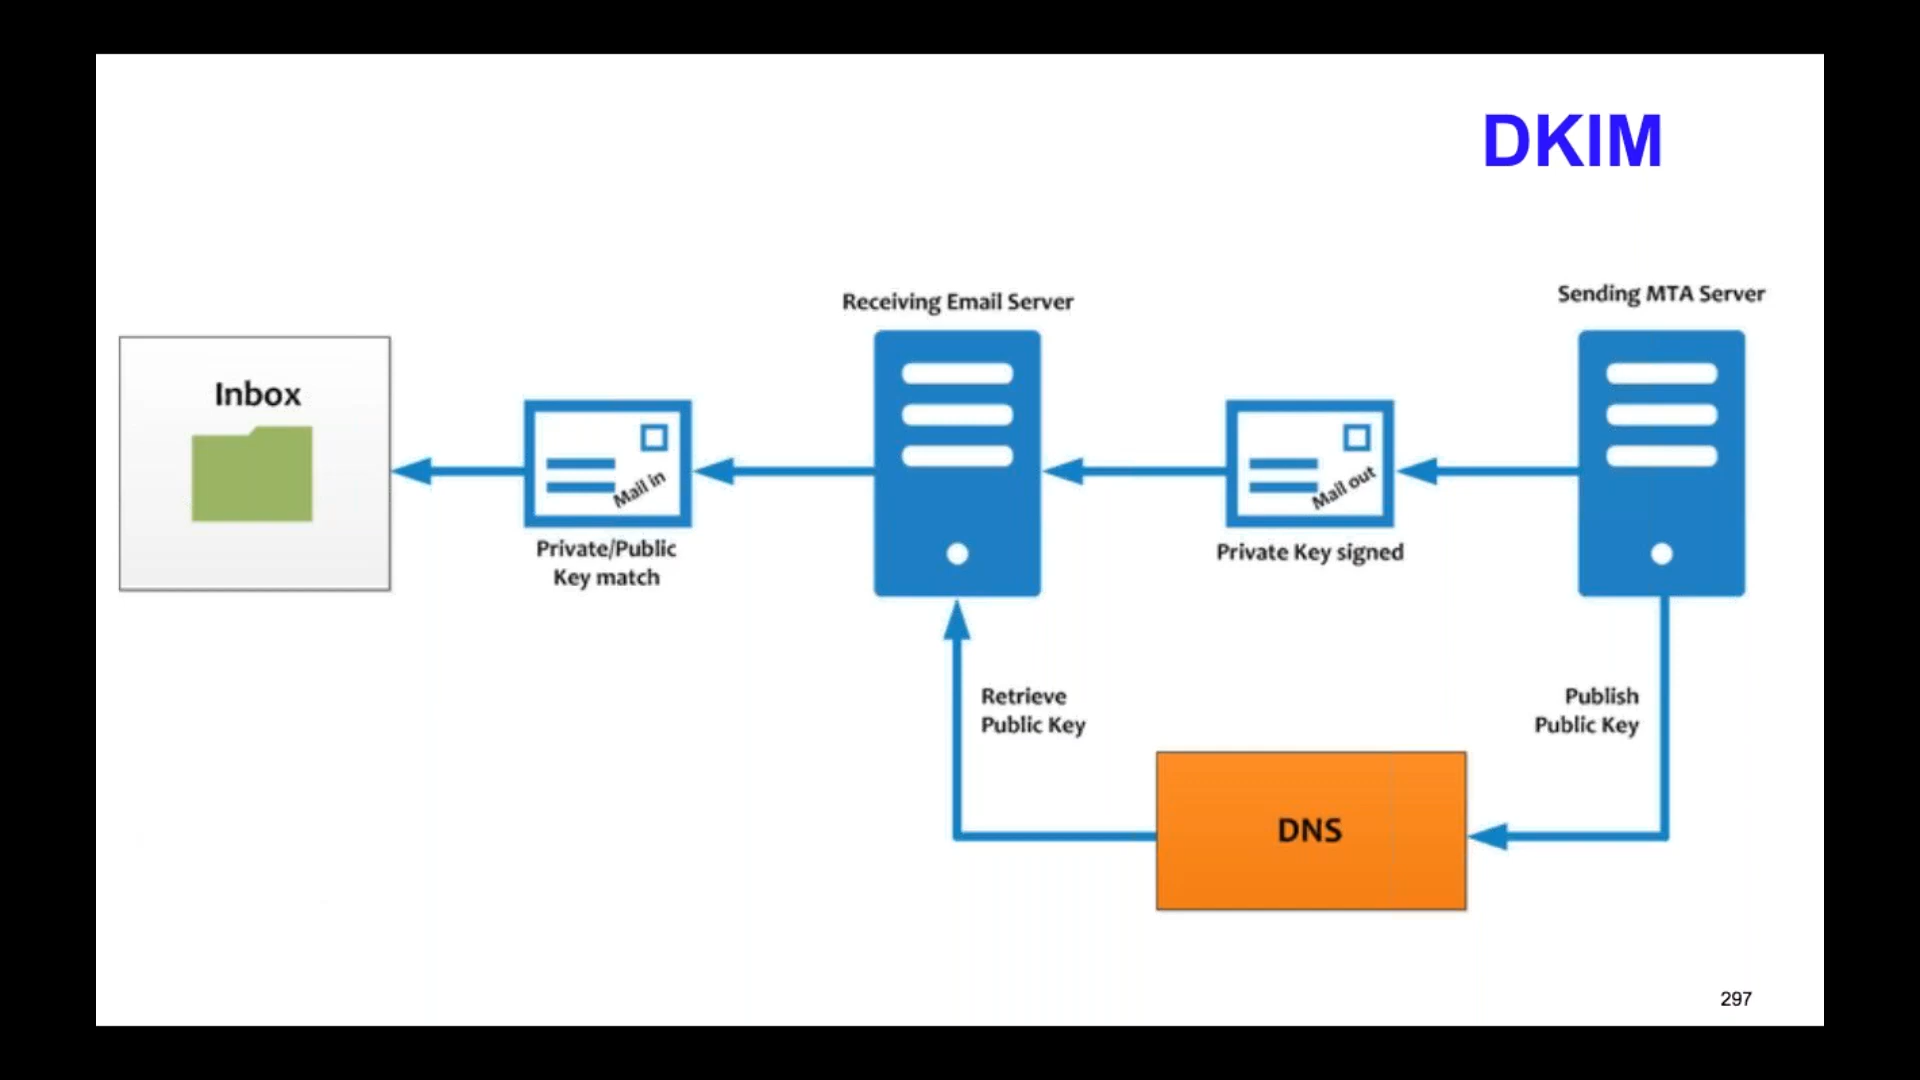 DKIM
Receiving Email Server
Sending MTA Server
Inbox
Mail in
Mail out
Private/Public
Key match
Private Key signed
Retrieve
Public Key
Publish
Public Key
DNS
297